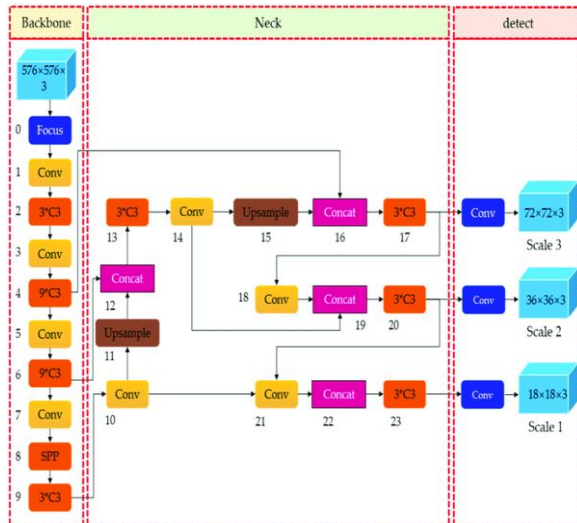 Backbone
Neck
detect
576×576×
3
0
Focus
1
Conv
2
3*C3
3
Conv
4
9*C3
5
Conv
6
9*C3
7
Conv
8
SPP
9
3*C3
3*C3
13
Conv
14
Upsample
15
Concat
16
3*C3
17
Conv
72×72×3
Scale 3
Concat
12
Upsample
11
Conv
10
18
Conv
Concat
19
3*C3
20
Conv
36×36×3
Scale 2
Conv
21
Concat
22
3*C3
23
Conv
18×18×3
Scale 1